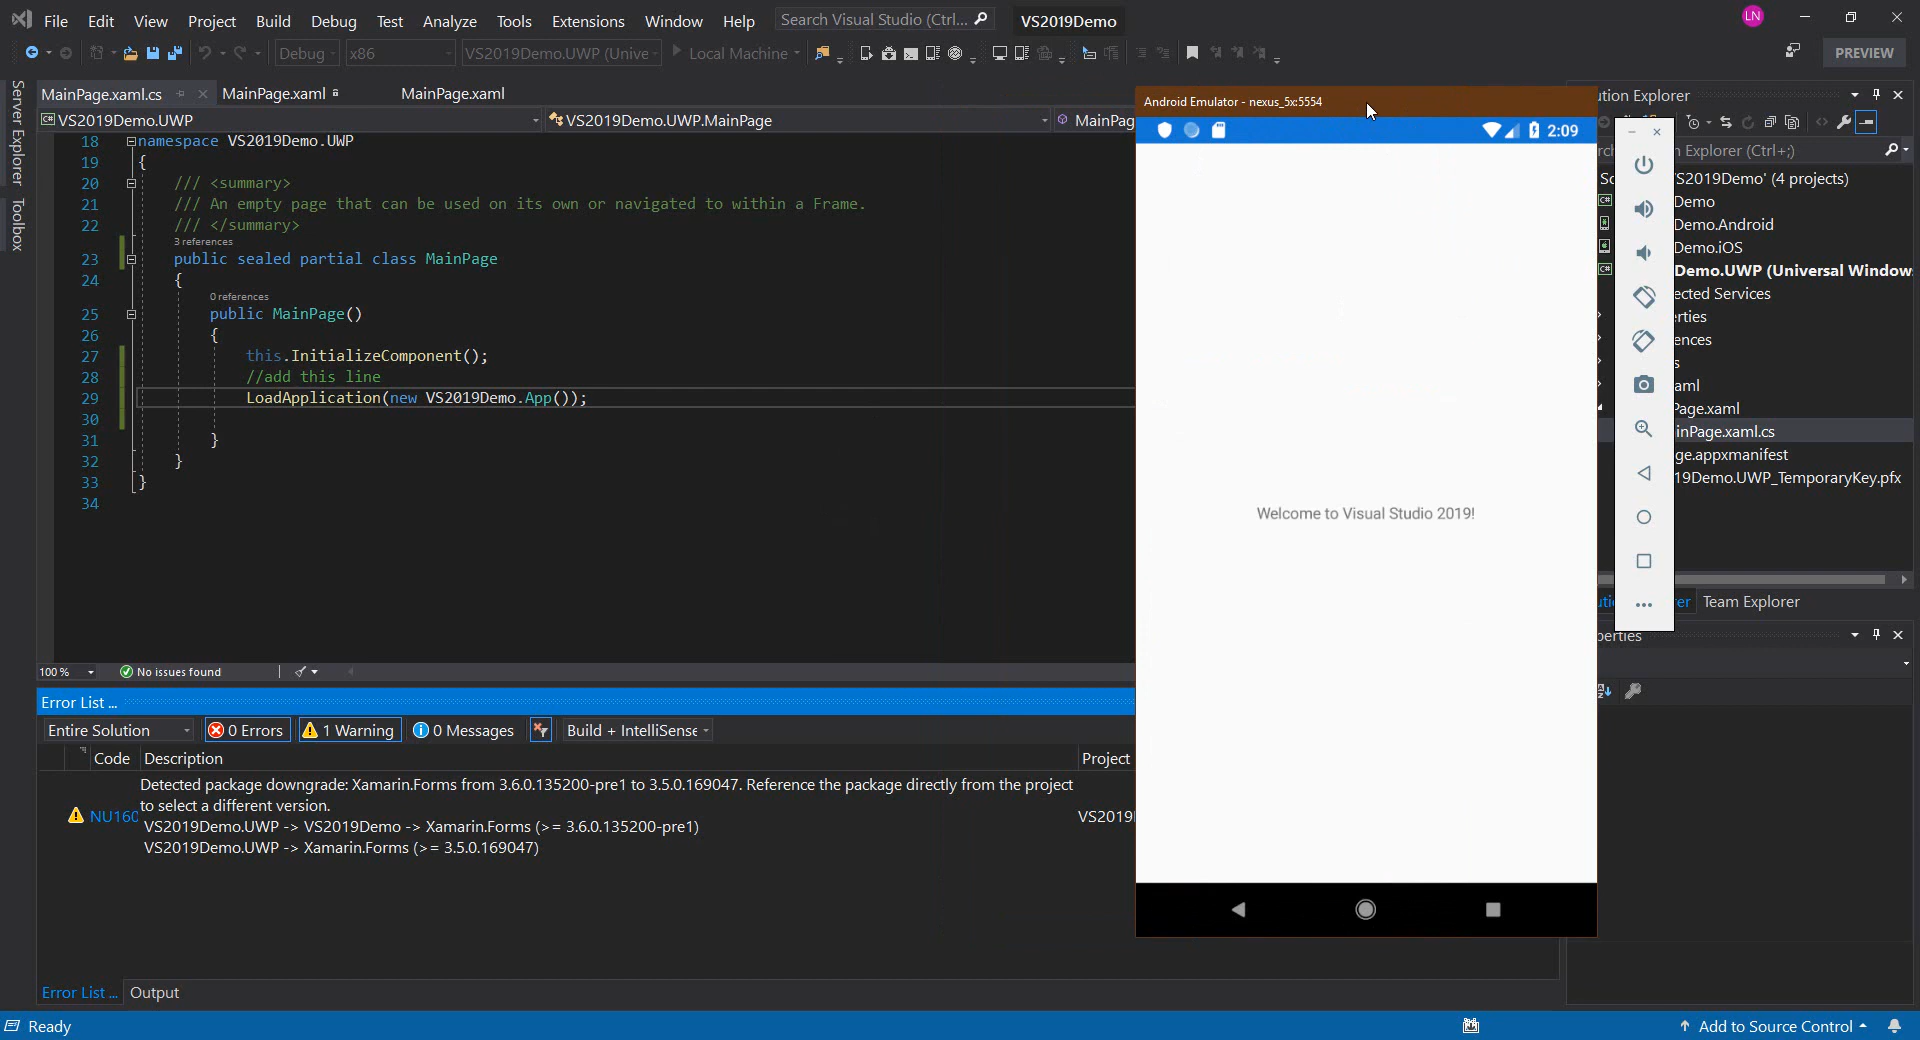 File Edit View Project Build Debug Test Analyze Tools Extensions Window Help Search Visual Studio (Ctrl... VS2019Demo LN
Debug x86 VS2019Demo.UWP (Unive Local Machine PREVIEW
Server Explorer
Toolbox
MainPage.xaml.cs MainPage.xaml MainPage.xaml
VS2019Demo.UWP VS2019Demo.UWP.MainPage MainPag
18 namespace VS2019Demo.UWP
19 {
20 /// <summary>
21 /// An empty page that can be used on its own or navigated to within a Frame.
22 /// </summary>
3 references
23 public sealed partial class MainPage
24 {
0 references
25 public MainPage()
26 {
27 this.InitializeComponent();
28 //add this line
29 LoadApplication(new VS2019Demo.App());
30
31 }
32 }
33 }
34
100 % No issues found
Error List ...
Entire Solution 0 Errors 1 Warning 0 Messages Build + IntelliSense
Code Description Project
Detected package downgrade: Xamarin.Forms from 3.6.0.135200-pre1 to 3.5.0.169047. Reference the package directly from the project
to select a different version.
NU160 VS2019
VS2019Demo.UWP -> VS2019Demo -> Xamarin.Forms (>= 3.6.0.135200-pre1)
VS2019Demo.UWP -> Xamarin.Forms (>= 3.5.0.169047)
Error List ... Output
Ready
Android Emulator - nexus_5x:5554
2:09
Welcome to Visual Studio 2019!
ution Explorer
rch n Explorer (Ctrl+;)
So S2019Demo' (4 projects)
Demo
Demo.Android
Demo.iOS
Demo.UWP (Universal Window
ected Services
rties
ences
s
aml
Page.xaml
inPage.xaml.cs
ge.appxmanifest
19Demo.UWP_TemporaryKey.pfx
uti er Team Explorer
perties
Add to Source Control